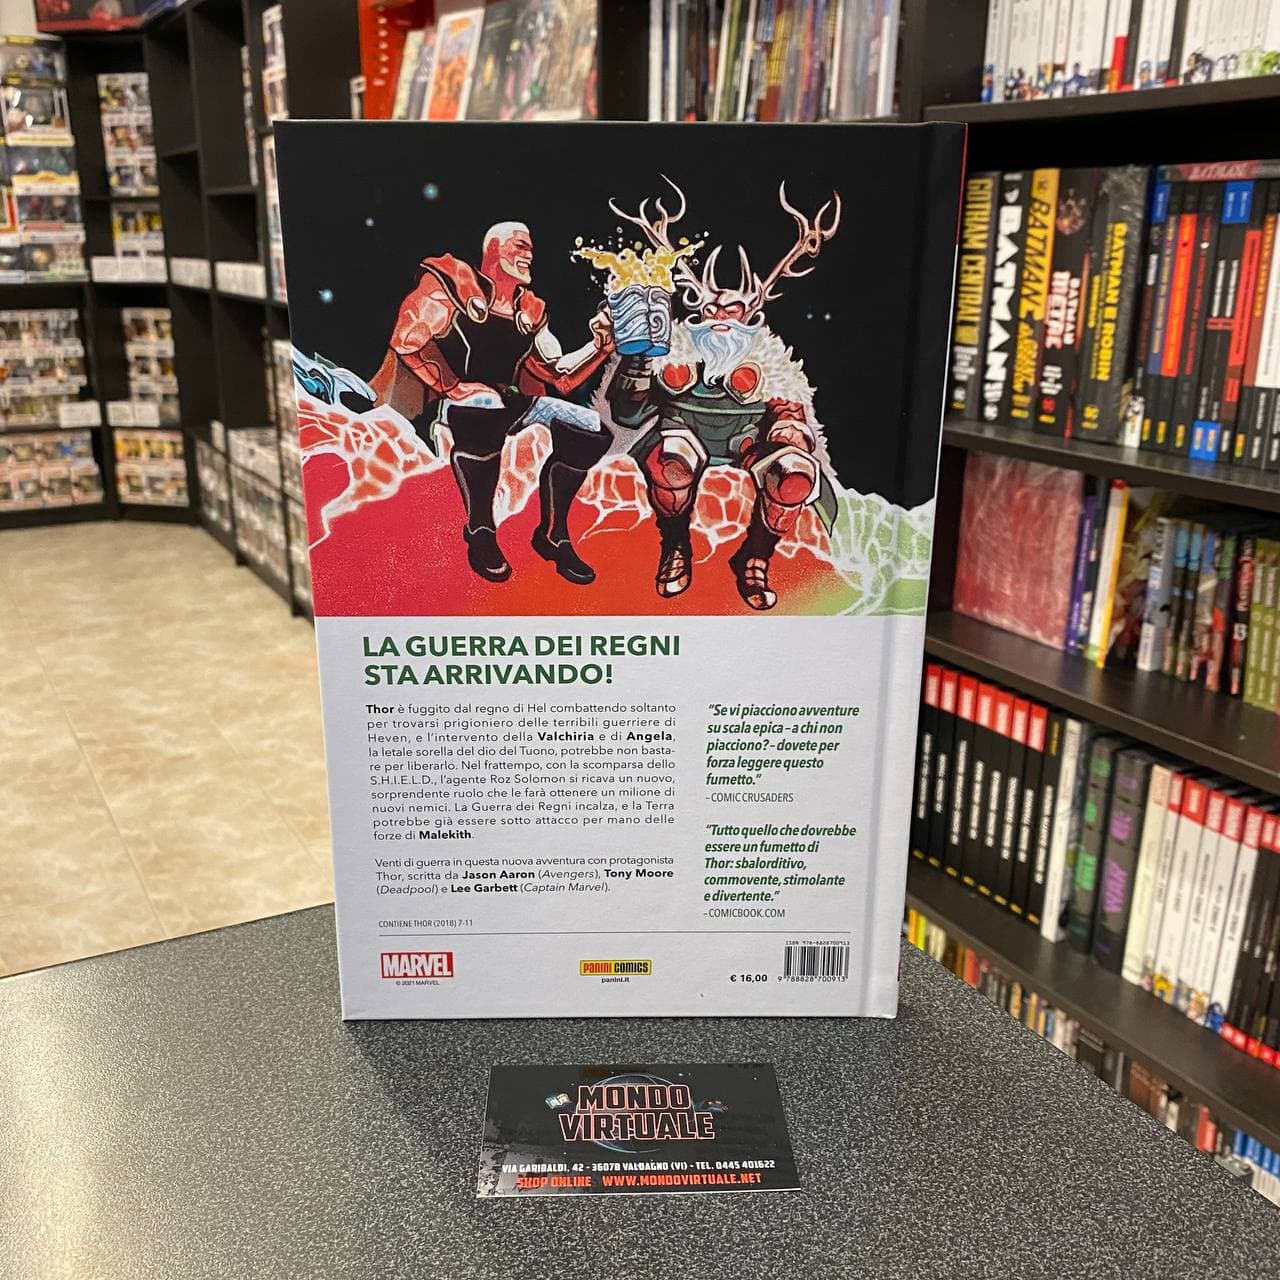 LA GUERRA DEI REGNI
STA ARRIVANDO!
Thor è fuggito dal regno di Hel combattendo soltanto
per trovarsi prigioniero delle terribili guerriere di
Heven, e l'intervento della Valchiria e di Angela,
la letale sorella del dio del Tuono, potrebbe non basta-
re per liberarlo. Nel frattempo, con la scomparsa dello
S.H.I.E.L.D., l'agente Roz Solomon si ricava un nuovo,
sorprendente ruolo che le farà ottenere un milione di
nuovi nemici. La Guerra dei Regni incalza, e la Terra
potrebbe già essere sotto attacco per mano delle
forze di Malekith.
Venti di guerra in questa nuova avventura con protagonista
Thor, scritta da Jason Aaron (Avengers), Tony Moore
(Deadpool) e Lee Garbett (Captain Marvel).
CONTIENE THOR (2018) 7-11
"Se vi piacciono avventure
su scala epica – a chi non
piacciono? – dovete per
forza leggere questo
fumetto."
– COMIC CRUSADERS
"Tutto quello che dovrebbe
essere un fumetto di
Thor: sbalorditivo,
commovente, stimolante
e divertente."
– COMICBOOK.COM
MARVEL
© 2021 MARVEL
PANINI COMICS
panini.it
€ 16,00
ISBN 978-8828700913
9 788828 700913
MONDO
VIRTUALE
VIA GARIBALDI, 42 - 36078 VALDAGNO (VI) - TEL. 0445 401622
SHOP ONLINE WWW.MONDOVIRTUALE.NET
GOTHAM CENTRAL
BATMAN
BATMAN
BATMAN
METAL
BATMAN E ROBIN
BATMAN